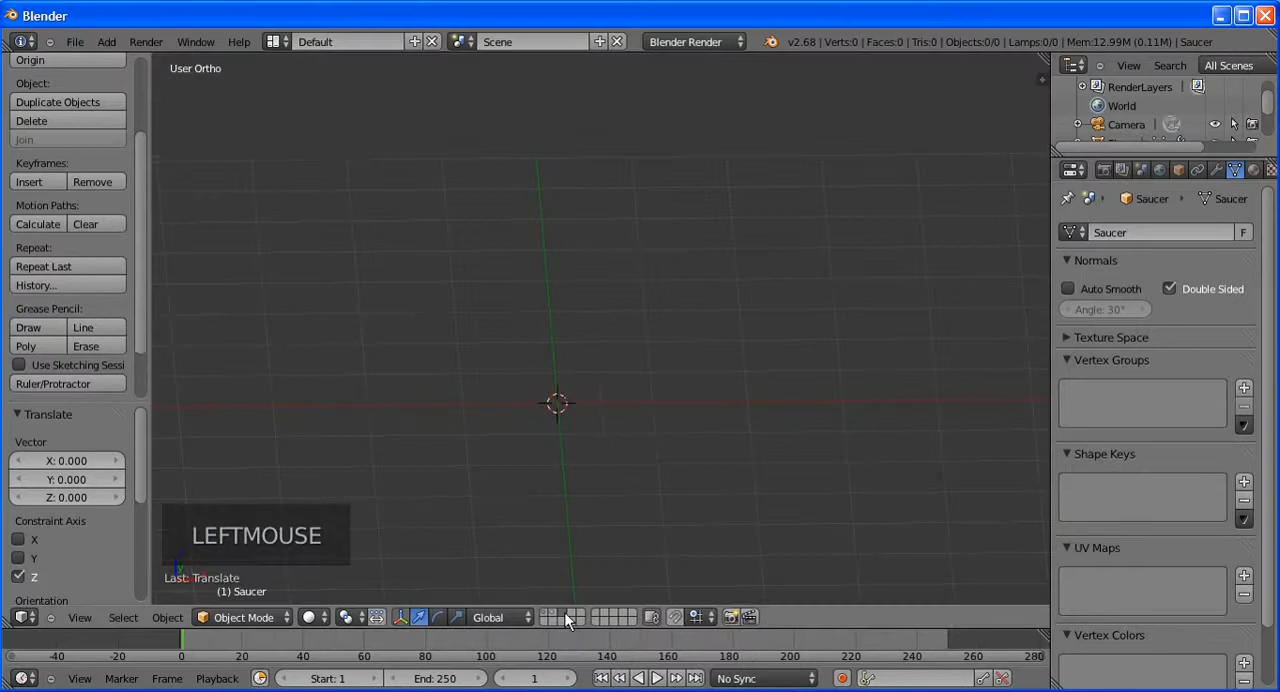 Blender
File Add Render Window Help Default Scene Blender Render v2.68 | Verts:0 | Faces:0 | Tris:0 | Objects:0/0 | Lamps:0/0 | Mem:12.99M (0.11M) | Saucer
Origin
Object:
Duplicate Objects
Delete
Join
Keyframes:
Insert Remove
Motion Paths:
Calculate Clear
Repeat:
Repeat Last
History...
Grease Pencil:
Draw Line
Poly Erase
Use Sketching Sessi
Ruler/Protractor
Translate
Vector
X: 0.000
Y: 0.000
Z: 0.000
Constraint Axis
X
Y
Z
Orientation
User Ortho
LEFTMOUSE
Last: Translate
(1) Saucer
View Search All Scenes
RenderLayers
World
Camera
Saucer Saucer
Saucer F
Normals
Auto Smooth Double Sided
Angle: 30°
Texture Space
Vertex Groups
Shape Keys
UV Maps
Vertex Colors
View Select Object Object Mode Global
-40 -20 0 20 40 60 80 100 120 140 160 180 200 220 240 260 280
View Marker Frame Playback Start: 1 End: 250 1 No Sync